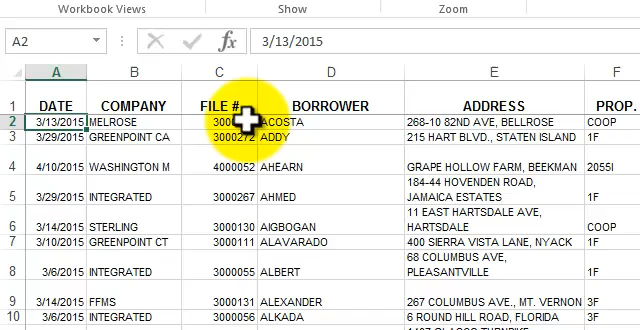 Workbook Views Show Zoom
A2 fx 3/13/2015
A B C D E F
1 DATE COMPANY FILE # BORROWER ADDRESS PROP.
2 3/13/2015 MELROSE ACOSTA 268-10 82ND AVE, BELLROSE COOP
3 3/29/2015 GREENPOINT CA 3000272 ADDY 215 HART BLVD., STATEN ISLAND 1F
4 4/10/2015 WASHINGTON M 4000052 AHEARN GRAPE HOLLOW FARM, BEEKMAN 2055I
184-44 HOVENDEN ROAD,
5 3/29/2015 INTEGRATED 3000267 AHMED JAMAICA ESTATES 1F
11 EAST HARTSDALE AVE,
6 3/14/2015 STERLING 3000130 AIGBOGAN HARTSDALE COOP
7 3/10/2015 GREENPOINT CT 3000111 ALAVARADO 400 SIERRA VISTA LANE, NYACK 1F
68 COLUMBUS AVE,
8 3/6/2015 INTEGRATED 3000055 ALBERT PLEASANTVILLE 1F
9 3/14/2015 FFMS 3000131 ALEXANDER 267 COLUMBUS AVE., MT. VERNON 3F
10 3/6/2015 INTEGRATED 3000056 ALKADA 6 ROUND HILL ROAD, FLORIDA 1F